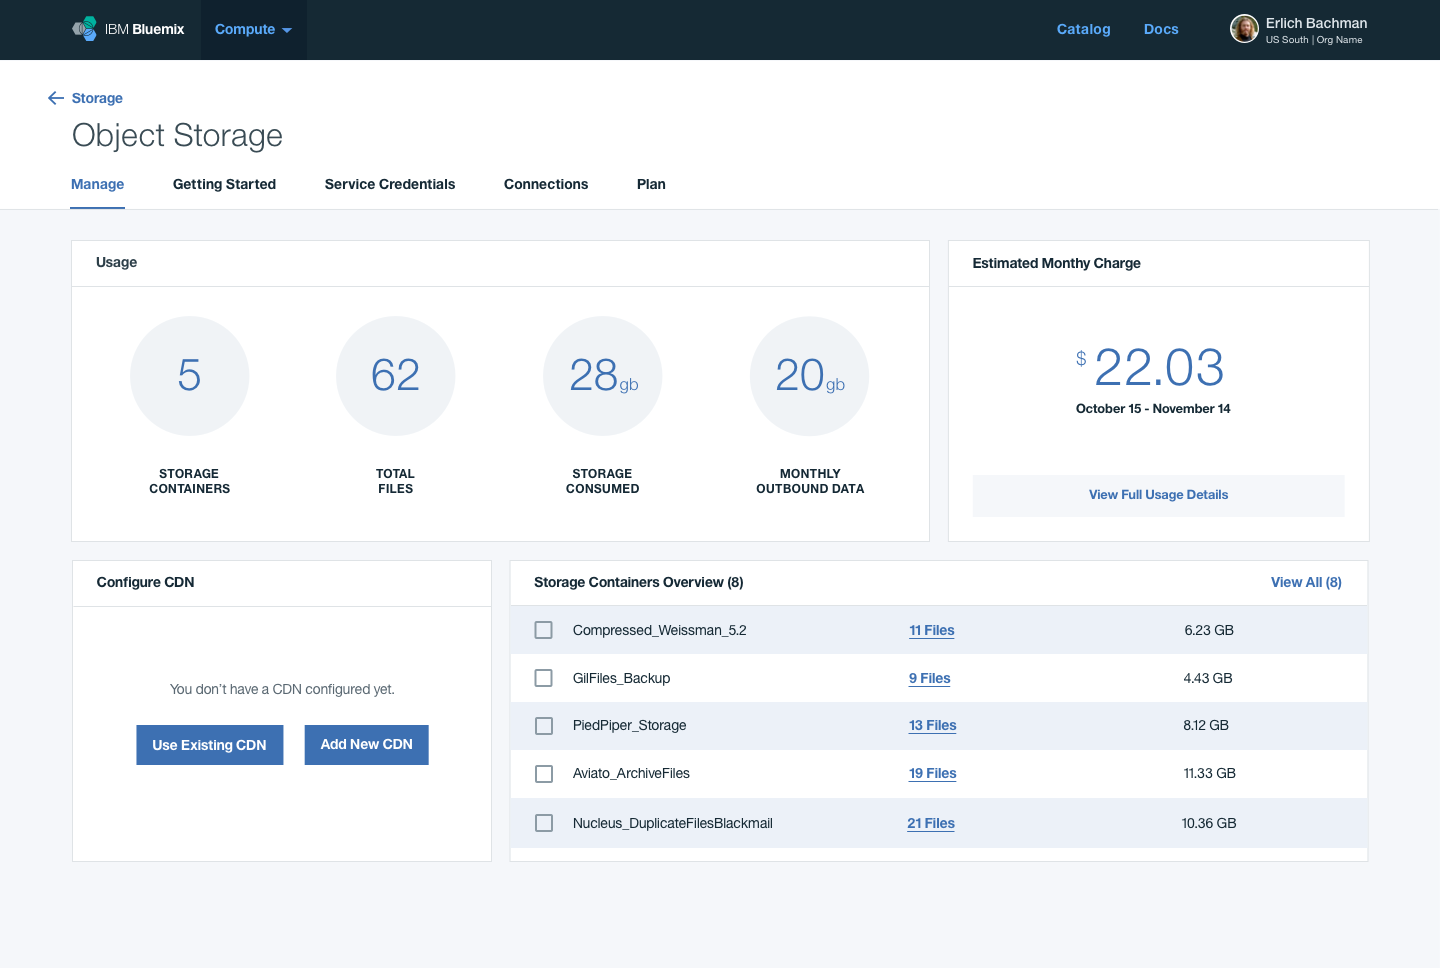 IBM Bluemix
Compute
Catalog
Docs
Erlich Bachman
US South | Org Name
Storage
Object Storage
Manage
Getting Started
Service Credentials
Connections
Plan
Usage
5
62
28gb
20gb
STORAGE
CONTAINERS
TOTAL
FILES
STORAGE
CONSUMED
MONTHLY
OUTBOUND DATA
Estimated Monthy Charge
$ 22.03
October 15 - November 14
View Full Usage Details
Configure CDN
You don't have a CDN configured yet.
Use Existing CDN
Add New CDN
Storage Containers Overview (8)
View All (8)
Compressed_Weissman_5.2 11 Files 6.23 GB
GilFiles_Backup 9 Files 4.43 GB
PiedPiper_Storage 13 Files 8.12 GB
Aviato_ArchiveFiles 19 Files 11.33 GB
Nucleus_DuplicateFilesBlackmail 21 Files 10.36 GB